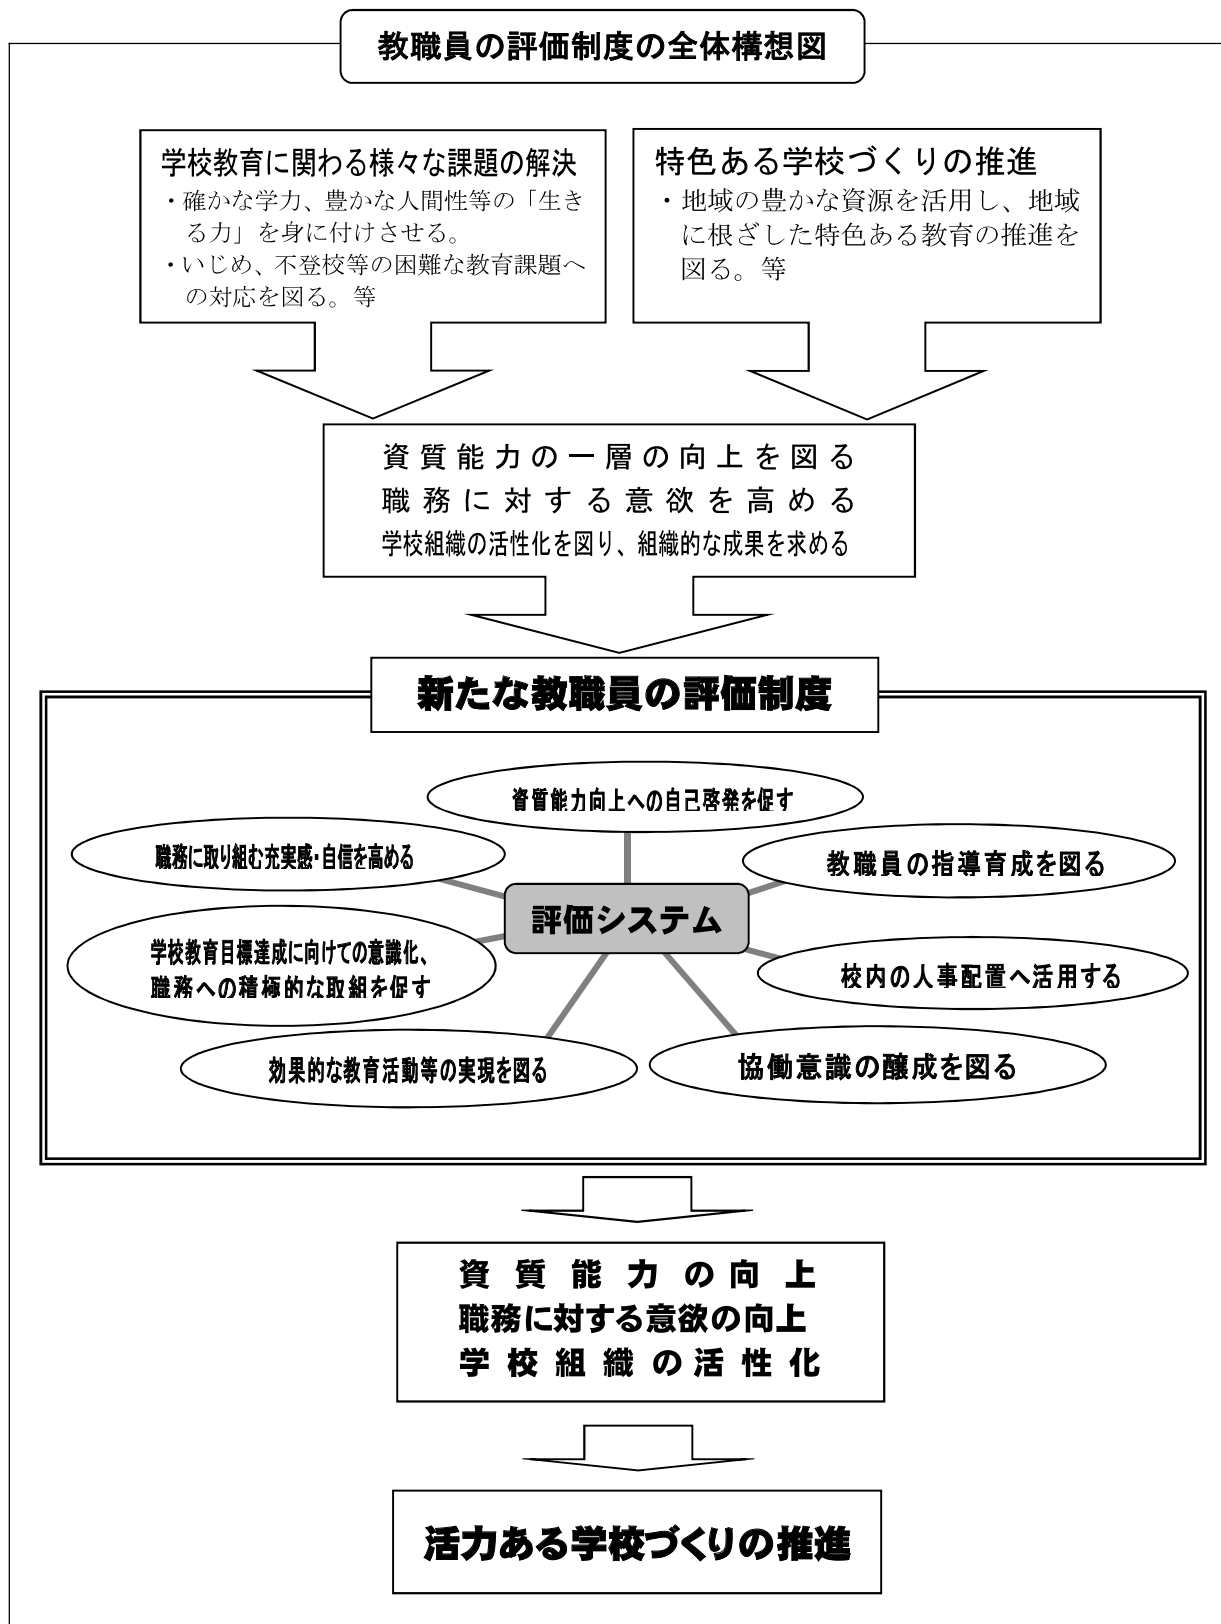 教職員の評価制度の全体構想図
学校教育に関わる様々な課題の解決
・確かな学力、豊かな人間性等の「生き
る力」を身に付けさせる。
・いじめ、不登校等の困難な教育課題へ
の対応を図る。等
特色ある学校づくりの推進
・地域の豊かな資源を活用し、地域
に根ざした特色ある教育の推進を
図る。等
資質能力の一層の向上を図る
職務に対する意欲を高める
学校組織の活性化を図り、組織的な成果を求める
新たな教職員の評価制度
資質能力向上への自己啓発を促す
職務に取り組む充実感・自信を高める
教職員の指導育成を図る
評価システム
学校教育目標達成に向けての意識化、
職務への積極的な取組を促す
校内の人事配置へ活用する
効果的な教育活動等の実現を図る
協働意識の醸成を図る
資質能力の向上
職務に対する意欲の向上
学校組織の活性化
活力ある学校づくりの推進